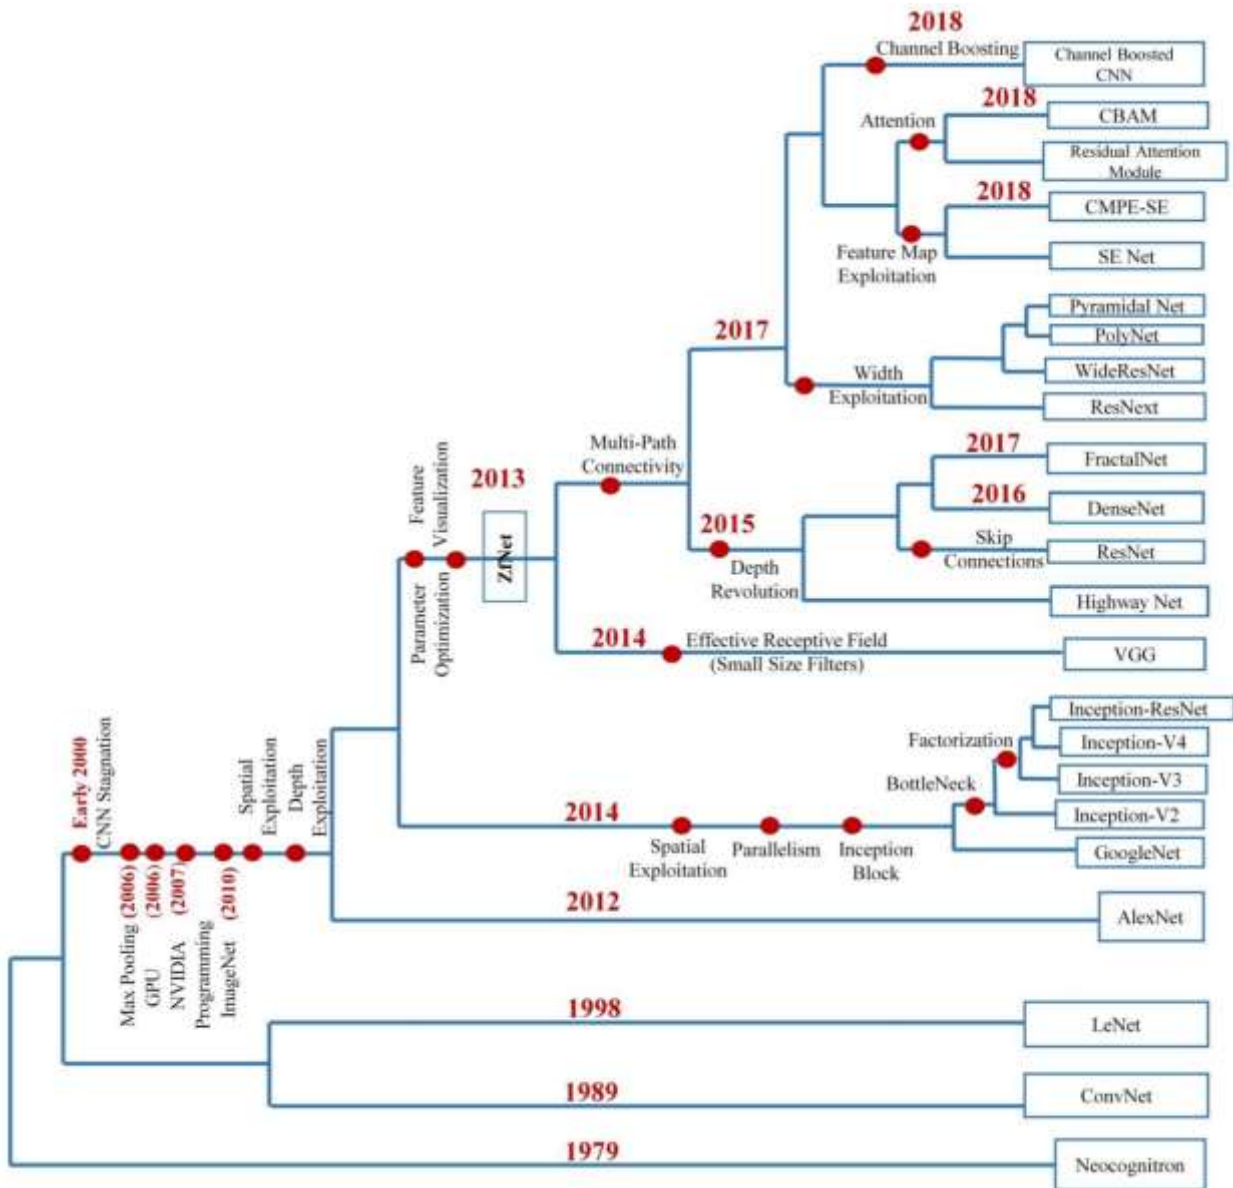 2018
Channel Boosting
Channel Boosted
CNN
2018
Attention
CBAM
Residual Attention
Module
2018
CMPE-SE
Feature Map
Exploitation
SE Net
Pyramidal Net
2017
PolyNet
Width
Exploitation
WideResNet
ResNext
Multi-Path
Connectivity
2017
FractalNet
Feature
Visualization
2013
ZfNet
2016
DenseNet
2015
Skip
Connections
ResNet
Depth
Revolution
Parameter
Optimization
Highway Net
2014
Effective Receptive Field
(Small Size Filters)
VGG
Inception-ResNet
Factorization
Inception-V4
BottleNeck
Inception-V3
Early 2000
CNN Stagnation
Spatial
Exploitation
Depth
Exploitation
2014
Inception-V2
Spatial
Exploitation
Parallelism
Inception
Block
GoogleNet
Max Pooling (2006)
GPU (2006)
NVIDIA (2007)
Programming
ImageNet (2010)
2012
AlexNet
1998
LeNet
1989
ConvNet
1979
Neocognitron